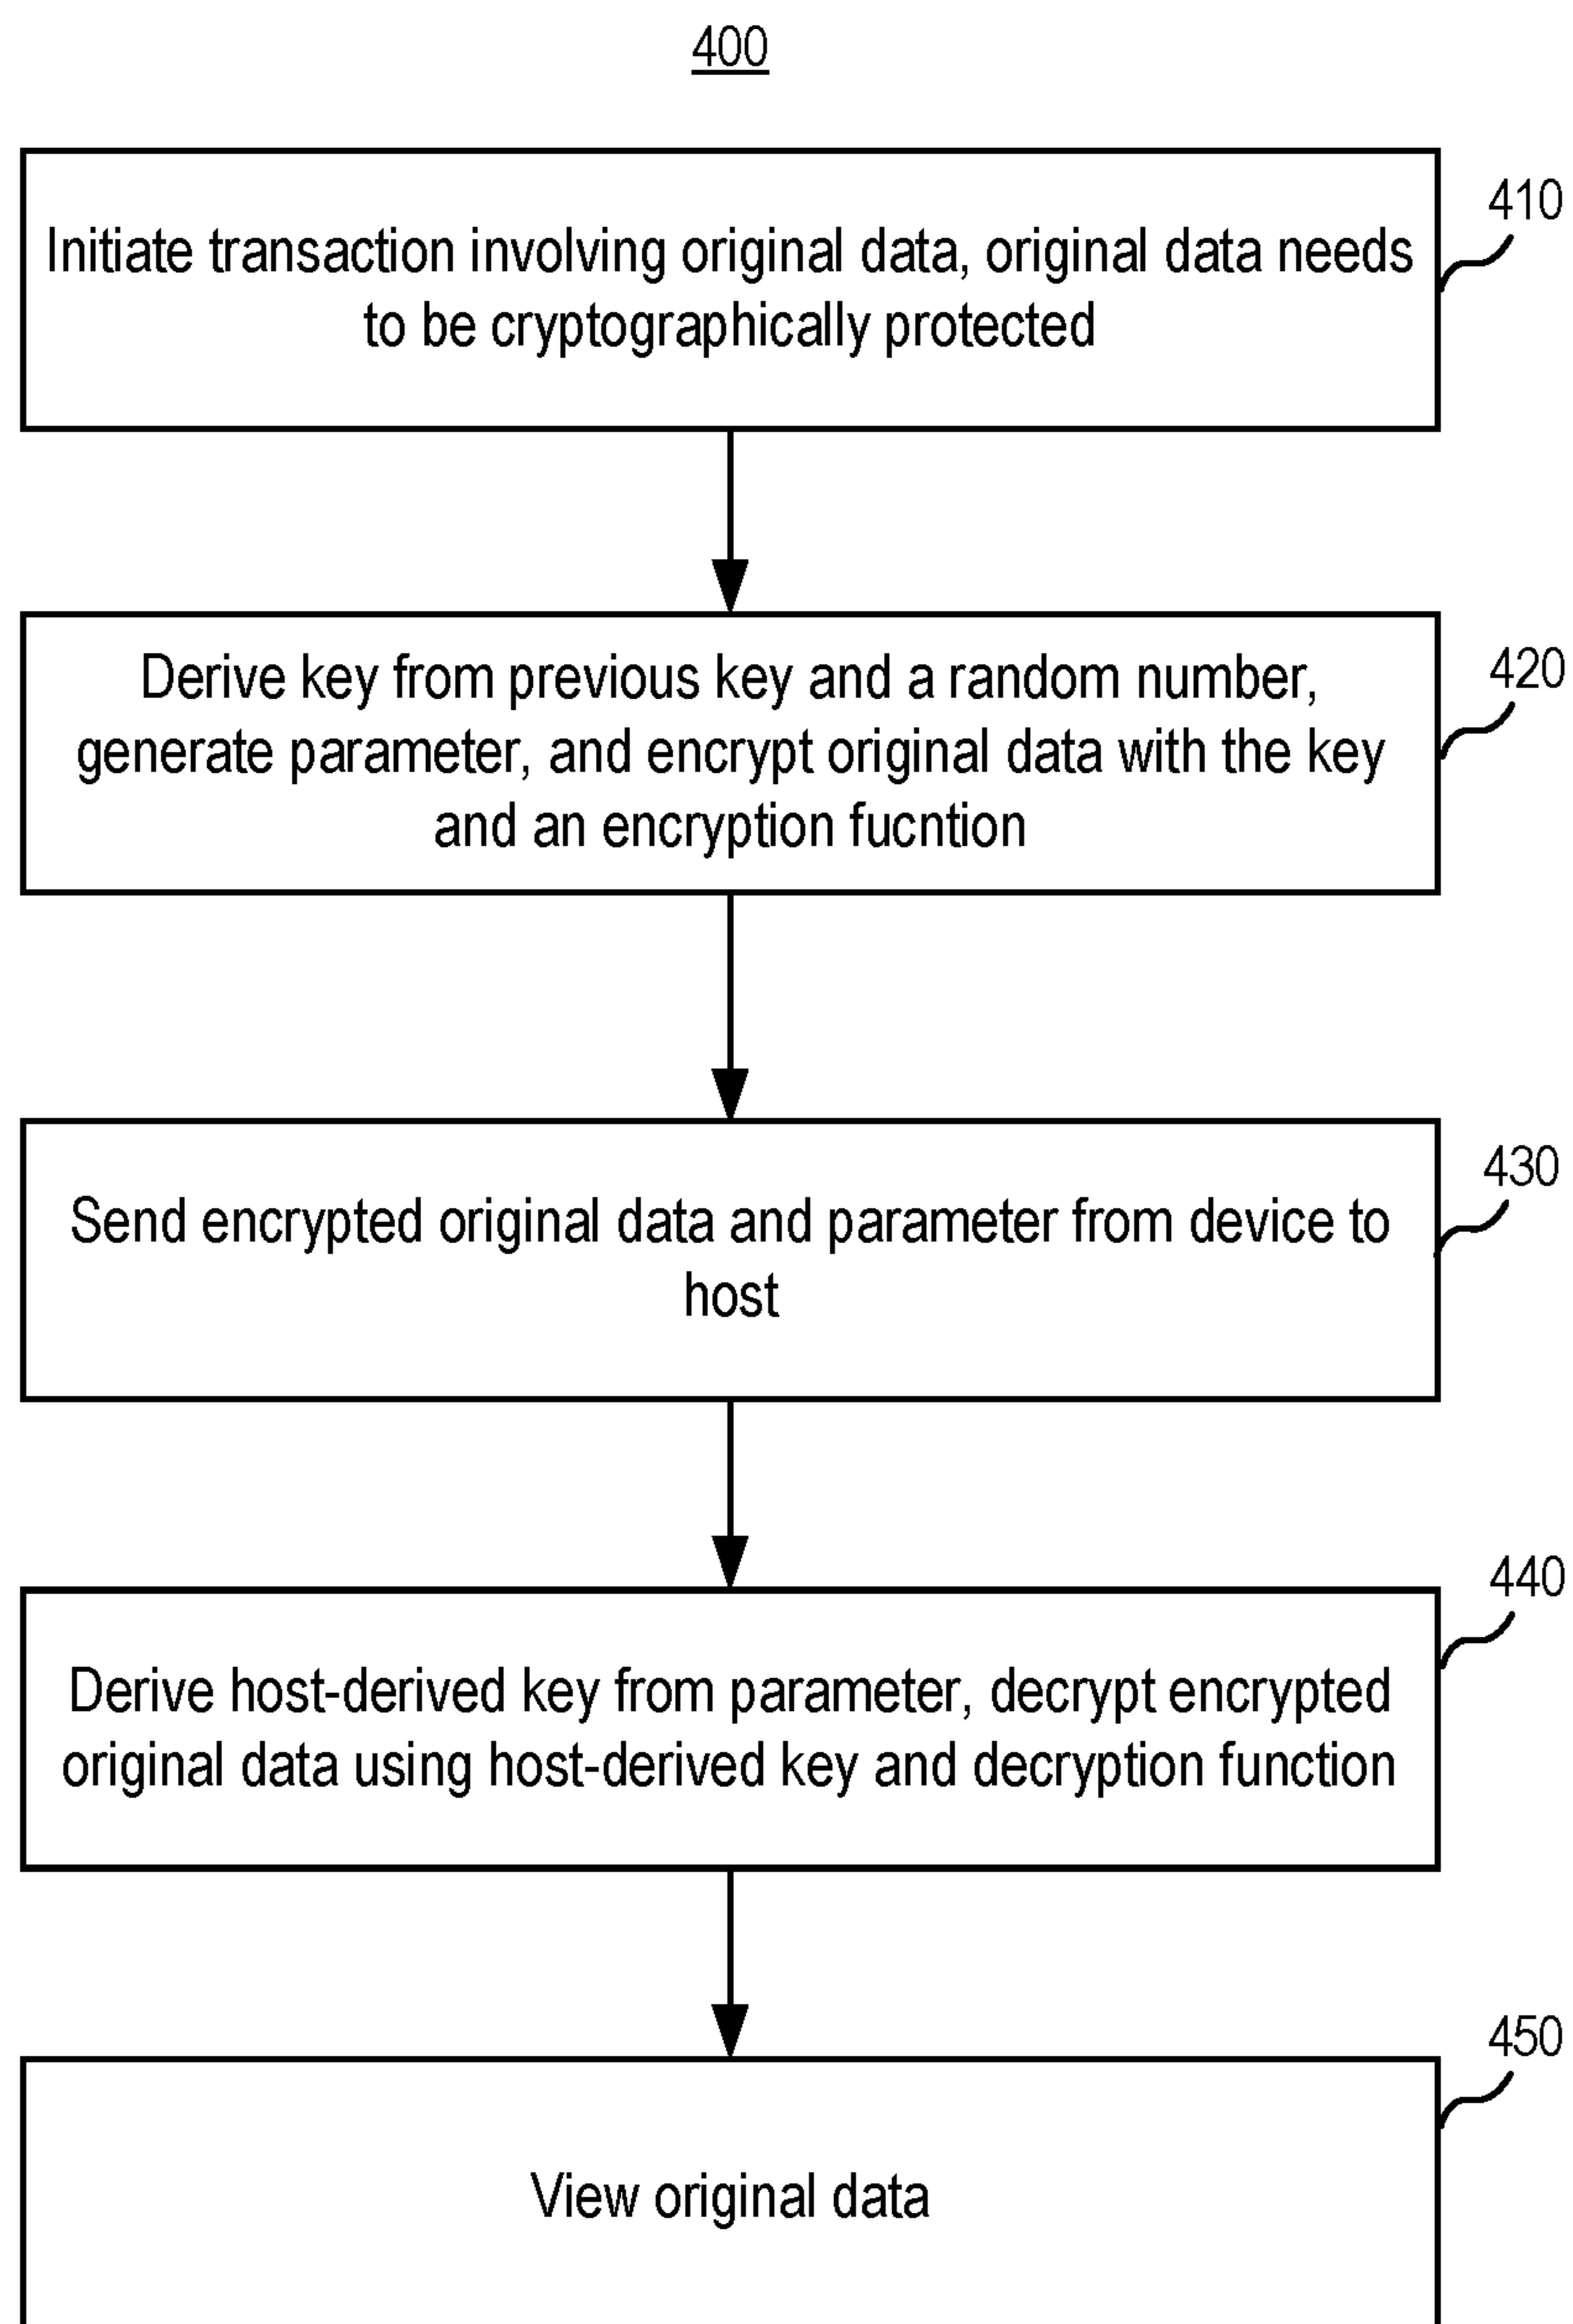 400
410
Initiate transaction involving original data, original data needs
to be cryptographically protected
420
Derive key from previous key and a random number,
generate parameter, and encrypt original data with the key
and an encryption fucntion
430
Send encrypted original data and parameter from device to
host
440
Derive host-derived key from parameter, decrypt encrypted
original data using host-derived key and decryption function
450
View original data